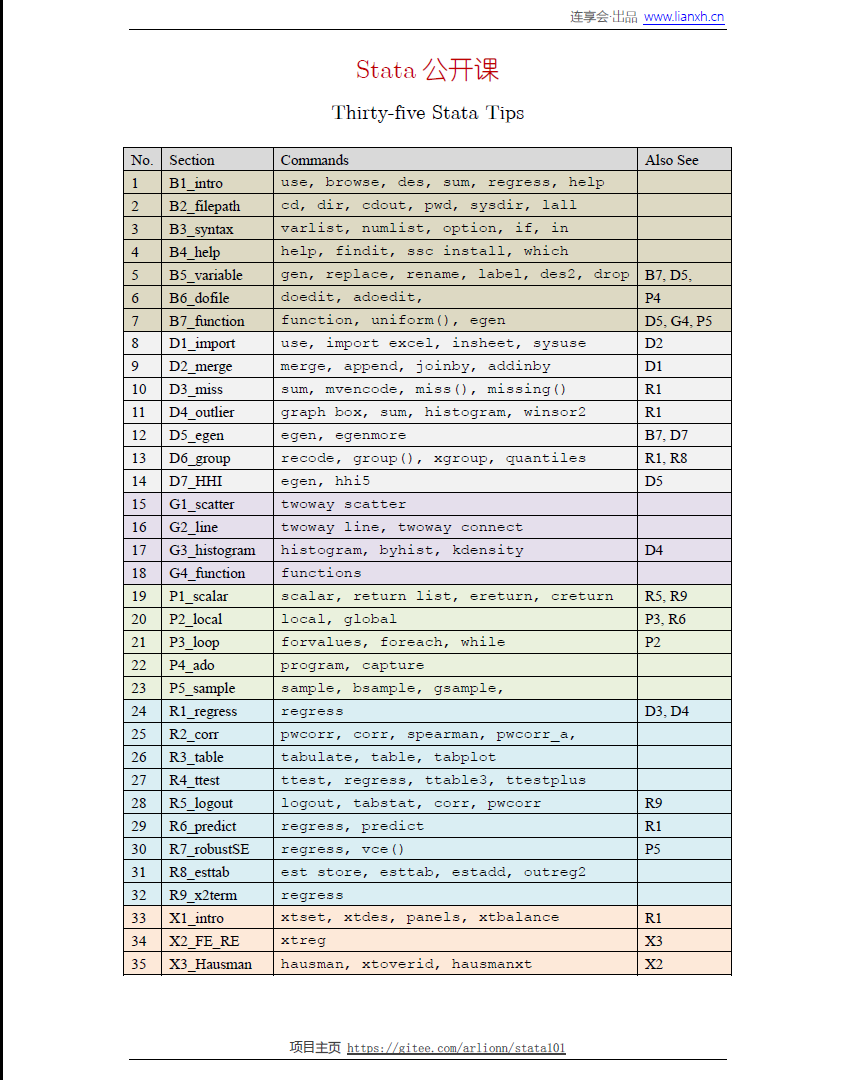 连享会·出品 www.lianxh.cn
Stata 公开课
Thirty-five Stata Tips
No. Section Commands Also See
1 B1_intro use, browse, des, sum, regress, help
2 B2_filepath cd, dir, cdout, pwd, sysdir, lall
3 B3_syntax varlist, numlist, option, if, in
4 B4_help help, findit, ssc install, which
5 B5_variable gen, replace, rename, label, des2, drop B7, D5,
6 B6_dofile doedit, adoedit, P4
7 B7_function function, uniform(), egen D5, G4, P5
8 D1_import use, import excel, insheet, sysuse D2
9 D2_merge merge, append, joinby, addinby D1
10 D3_miss sum, mvencode, miss(), missing() R1
11 D4_outlier graph box, sum, histogram, winsor2 R1
12 D5_egen egen, egenmore B7, D7
13 D6_group recode, group(), xgroup, quantiles R1, R8
14 D7_HHI egen, hhi5 D5
15 G1_scatter twoway scatter
16 G2_line twoway line, twoway connect
17 G3_histogram histogram, byhist, kdensity D4
18 G4_function functions
19 P1_scalar scalar, return list, ereturn, creturn R5, R9
20 P2_local local, global P3, R6
21 P3_loop forvalues, foreach, while P2
22 P4_ado program, capture
23 P5_sample sample, bsample, gsample,
24 R1_regress regress D3, D4
25 R2_corr pwcorr, corr, spearman, pwcorr_a,
26 R3_table tabulate, table, tabplot
27 R4_ttest ttest, regress, ttable3, ttestplus
28 R5_logout logout, tabstat, corr, pwcorr R9
29 R6_predict regress, predict R1
30 R7_robustSE regress, vce() P5
31 R8_esttab est store, esttab, estadd, outreg2
32 R9_x2term regress
33 X1_intro xtset, xtdes, panels, xtbalance R1
34 X2_FE_RE xtreg X3
35 X3_Hausman hausman, xtoverid, hausmanxt X2
项目主页 https://gitee.com/arlionn/stata101